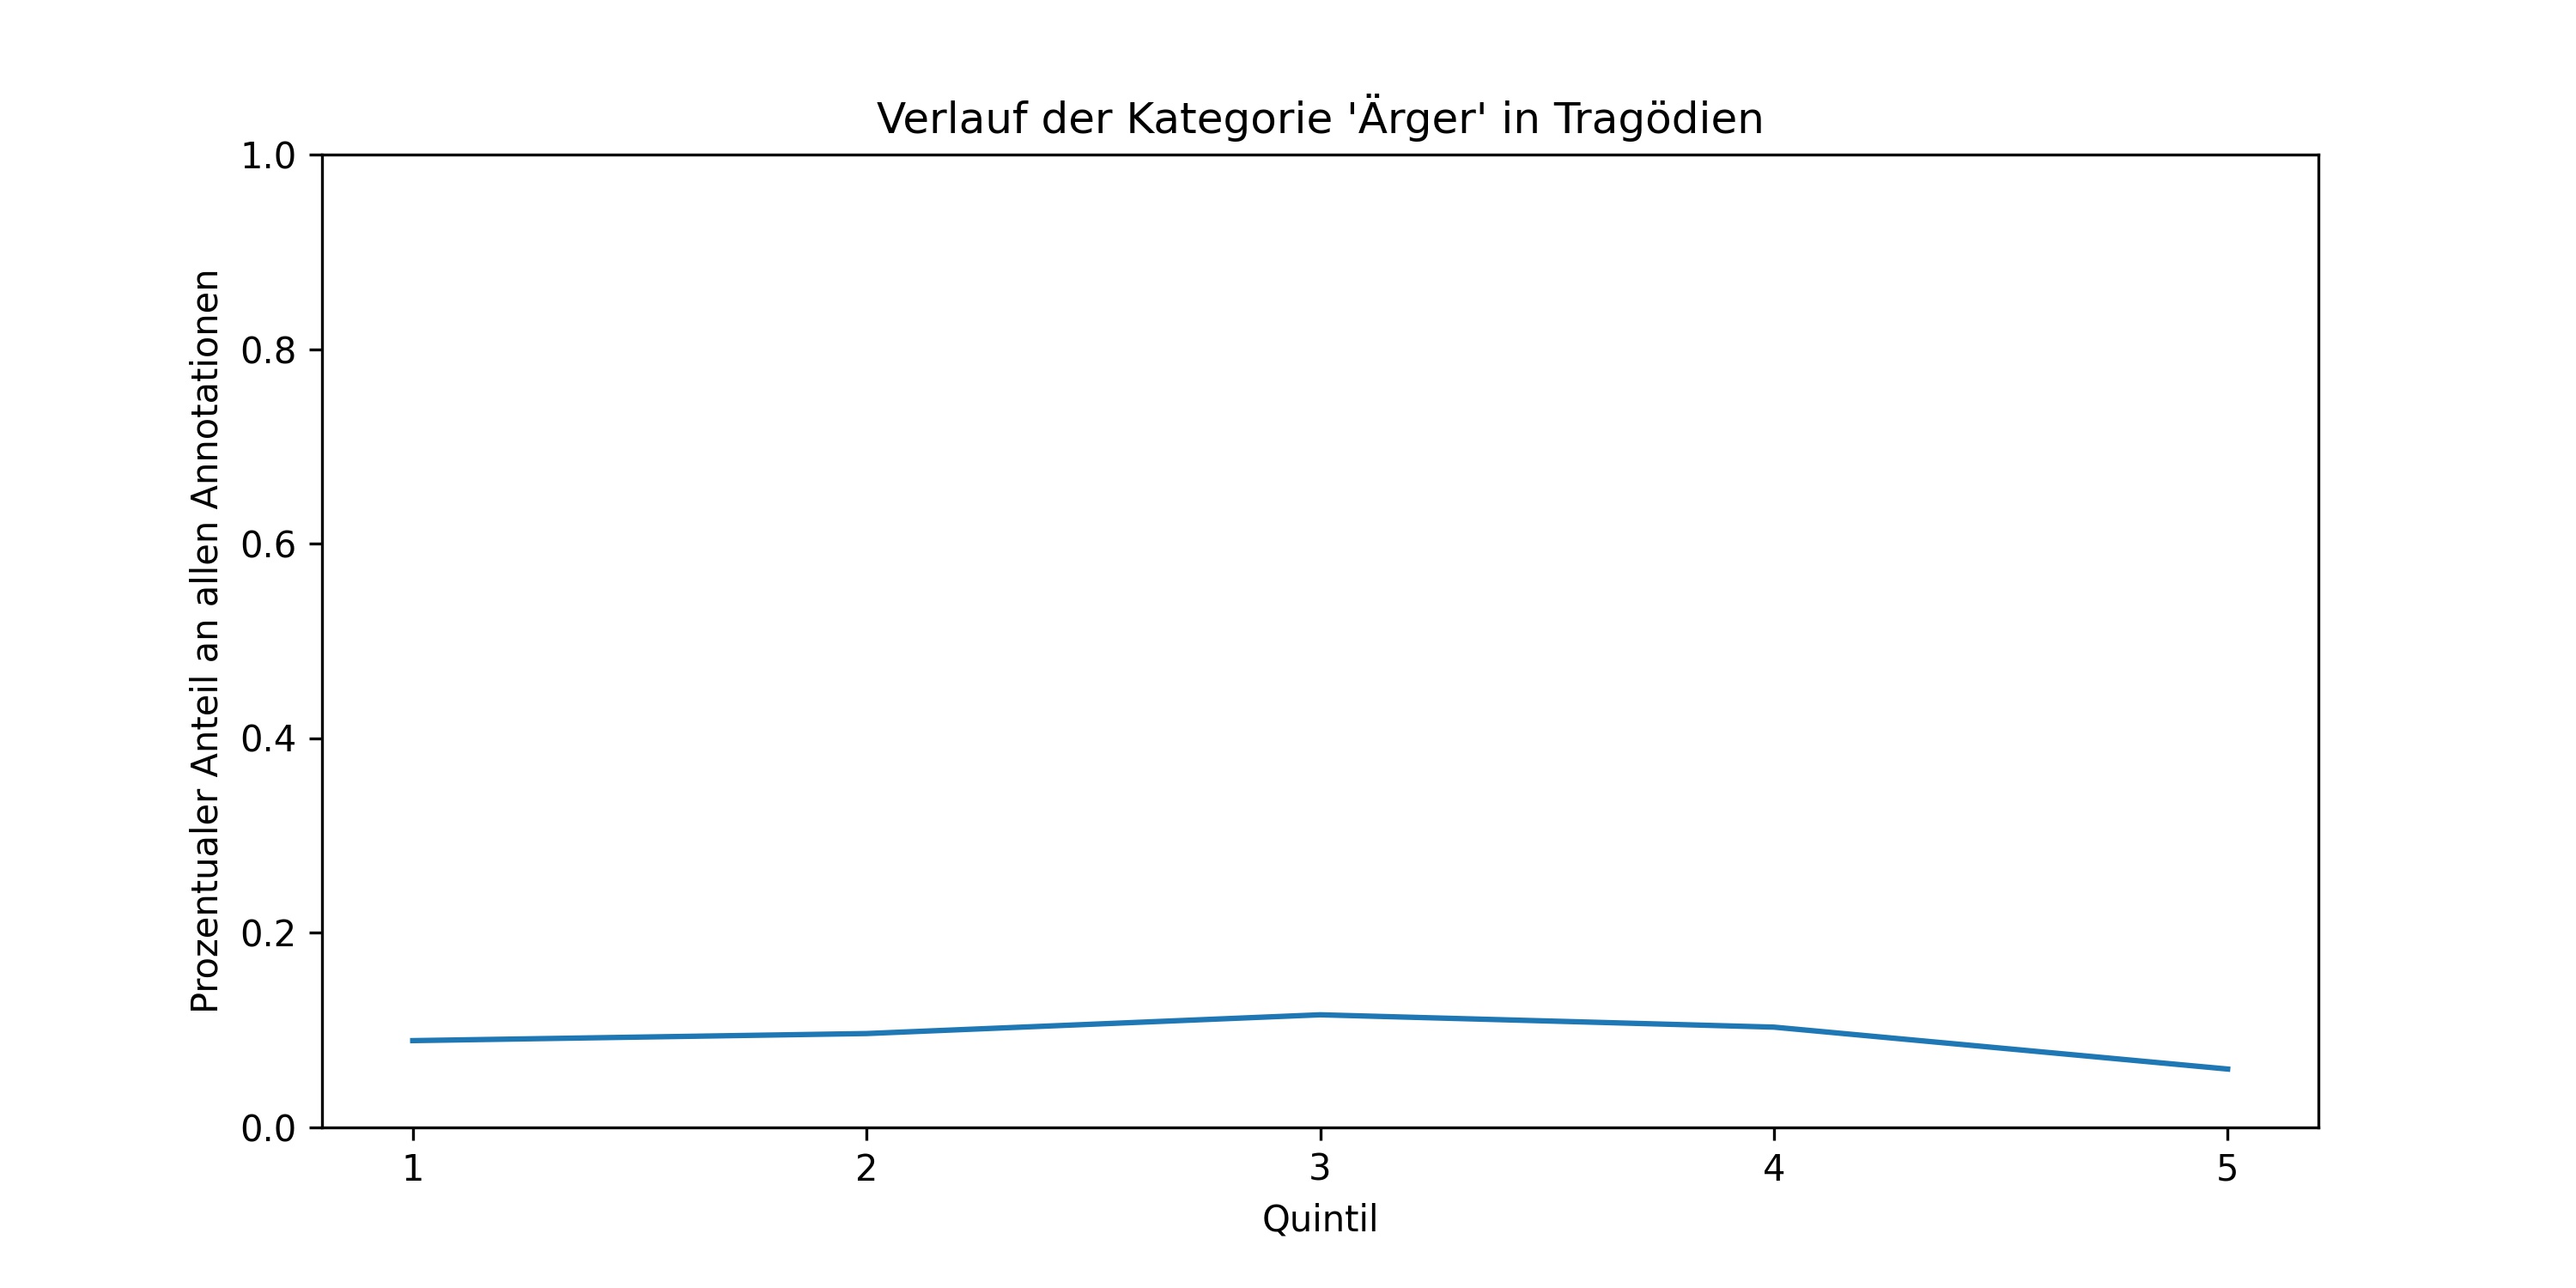 Verlauf der Kategorie 'Ärger' in Tragödien
Prozentualer Anteil an allen Annotationen
1.0
0.8
0.6
0.4
0.2
0.0
1 2 3 4 5
Quintil